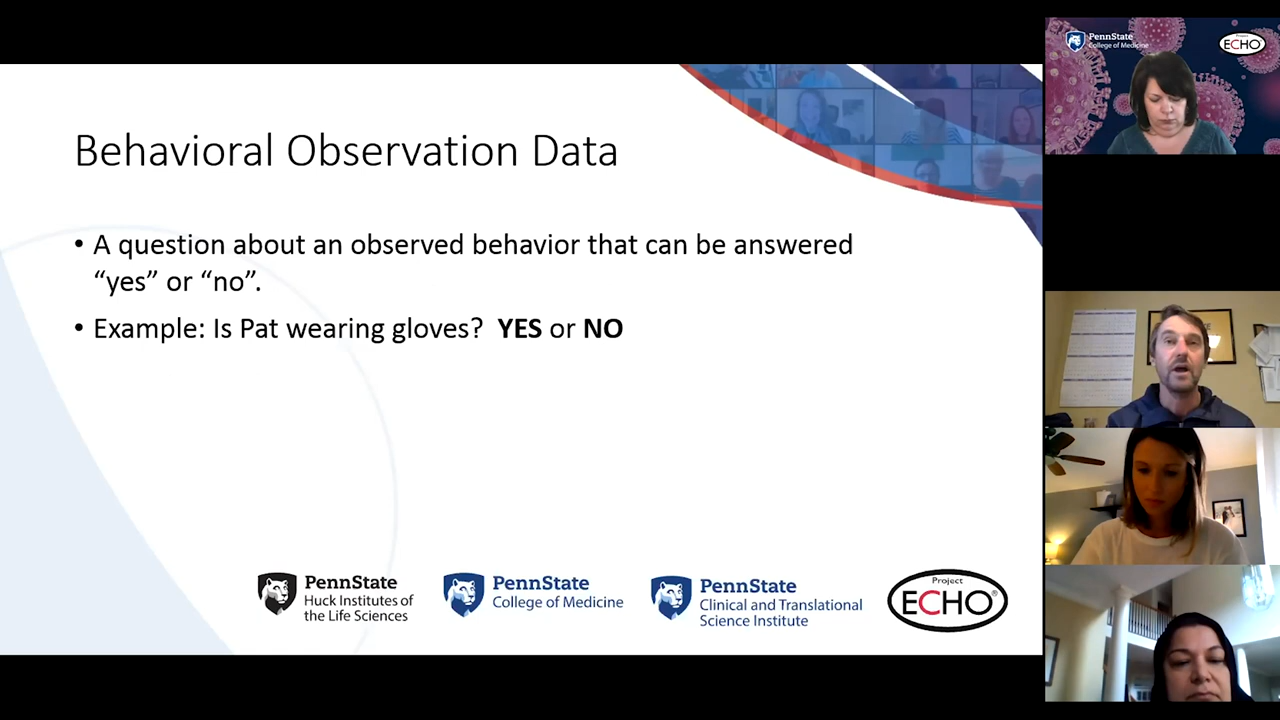 Behavioral Observation Data
• A question about an observed behavior that can be answered
“yes” or “no”.
• Example: Is Pat wearing gloves? YES or NO
PennState
Huck Institutes of
the Life Sciences
PennState
College of Medicine
PennState
Clinical and Translational
Science Institute
Project
ECHO®
PennState
College of Medicine
Project
ECHO